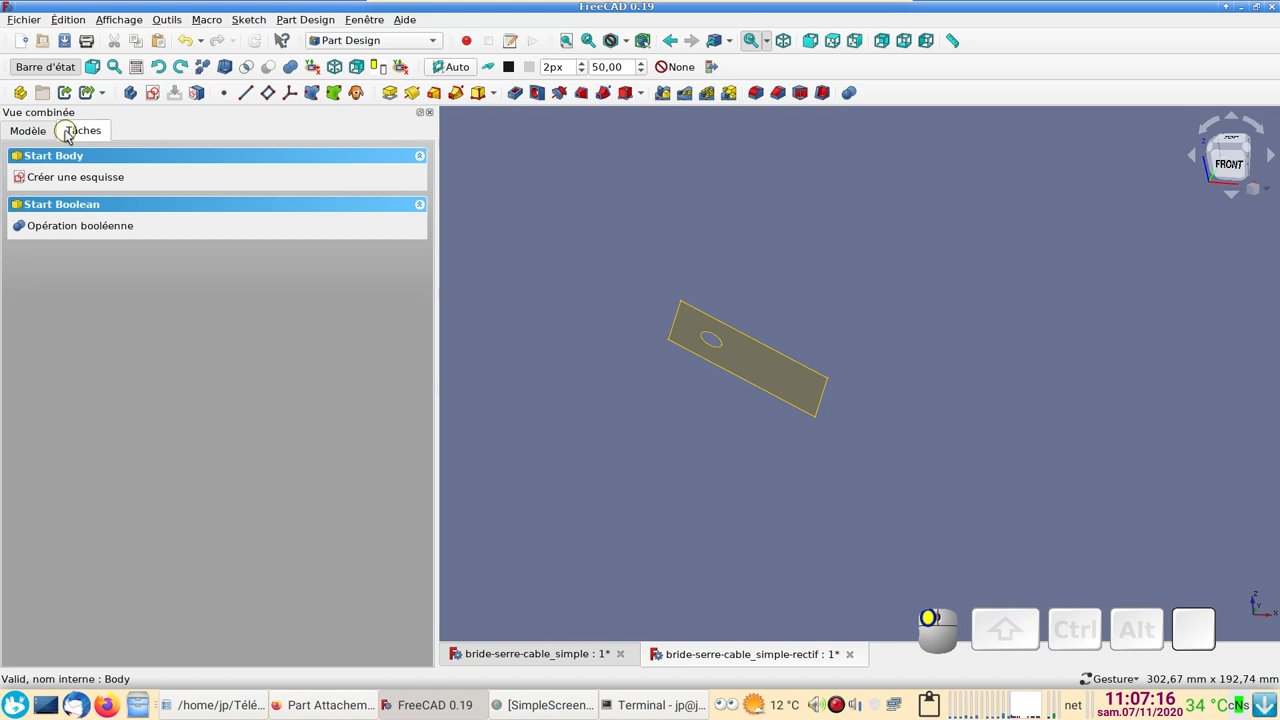 FreeCAD 0.19
Fichier Édition Affichage Outils Macro Sketch Part Design Fenêtre Aide
Part Design
Barre d'état Auto 2px 50,00 None
Vue combinée
Modèle Tâches
Start Body
Créer une esquisse
Start Boolean
Opération booléenne
FRONT
Ctrl Alt
bride-serre-cable_simple : 1* bride-serre-cable_simple-rectif : 1*
Valid, nom interne : Body Gesture 302,67 mm x 192,74 mm
/home/jp/Télé... Part Attachem... FreeCAD 0.19 [SimpleScreen... Terminal - jp@j... 12 °C net 11:07:16 34 °C
sam.07/11/2020